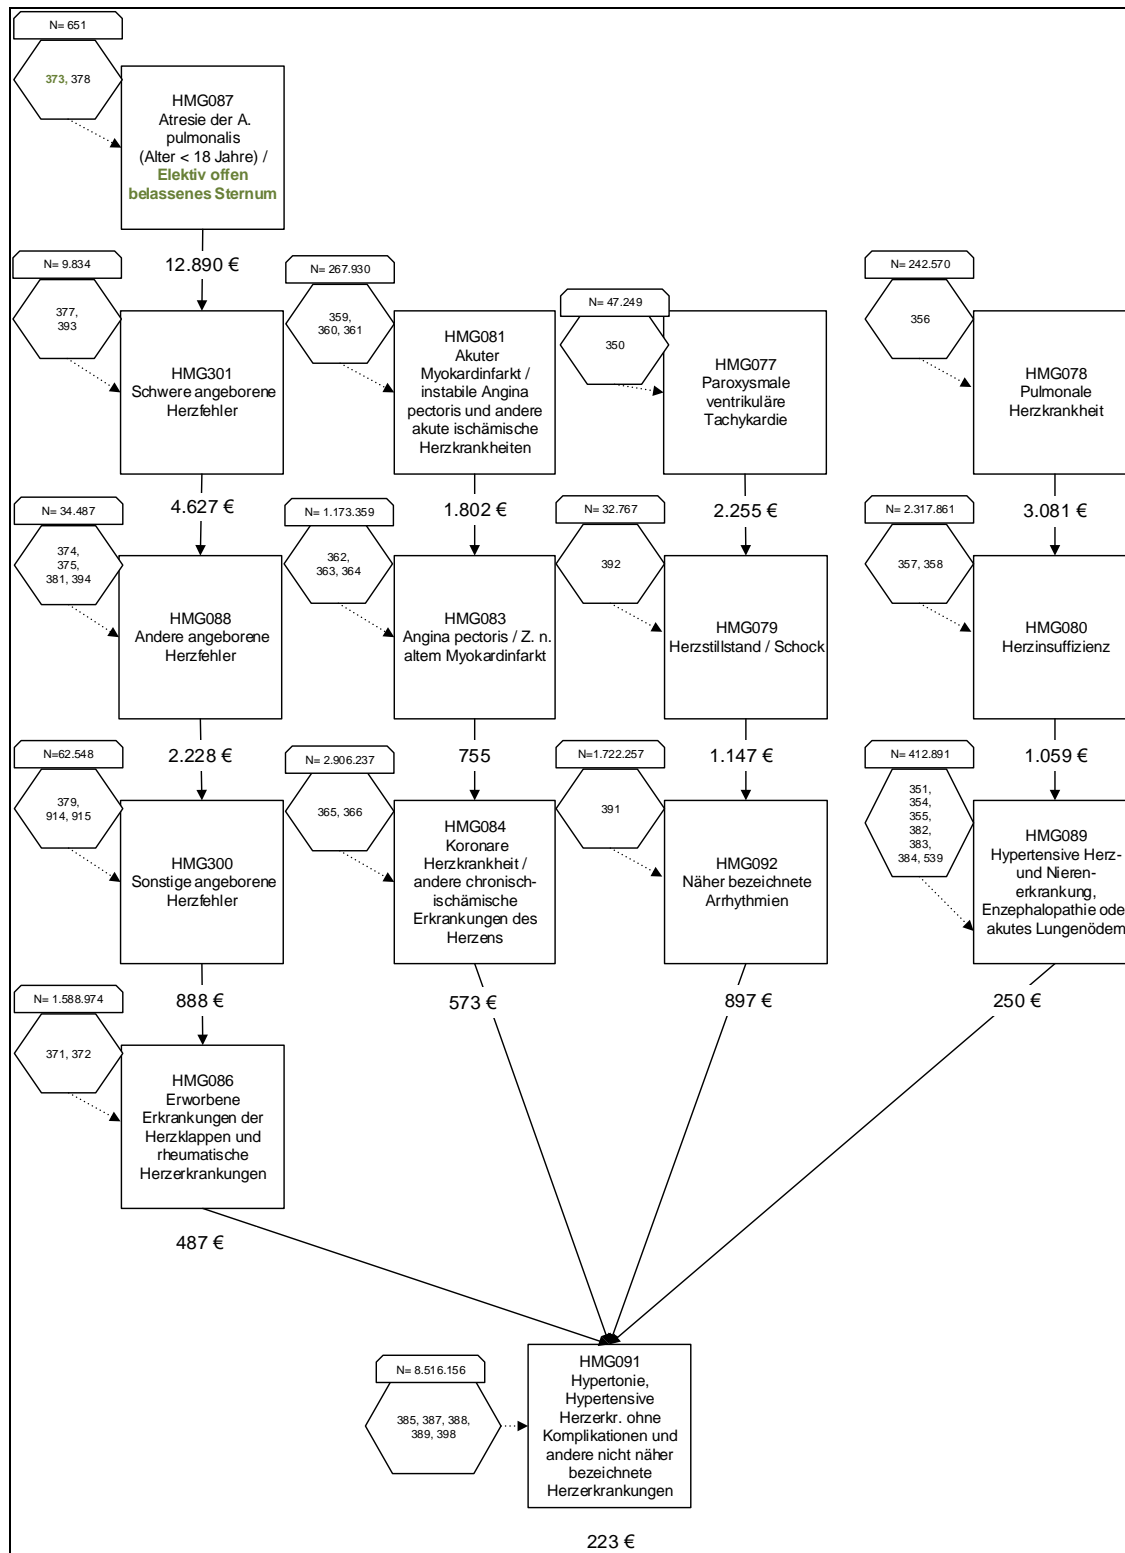 N= 651
373, 378
HMG087
Atresie der A.
pulmonalis
(Alter < 18 Jahre) /
Elektiv offen
belassenes Sternum
12.890 €
N= 9.834
377,
393
HMG301
Schwere angeborene
Herzfehler
4.627 €
N= 267.930
359,
360, 361
HMG081
Akuter
Myokardinfarkt /
instabile Angina
pectoris und andere
akute ischämische
Herzkrankheiten
1.802 €
N= 47.249
350
HMG077
Paroxysmale
ventrikuläre
Tachykardie
2.255 €
N= 242.570
356
HMG078
Pulmonale
Herzkrankheit
3.081 €
N= 34.487
374,
375,
381, 394
HMG088
Andere angeborene
Herzfehler
2.228 €
N= 1.173.359
362,
363, 364
HMG083
Angina pectoris / Z. n.
altem Myokardinfarkt
755
N= 32.767
392
HMG079
Herzstillstand / Schock
1.147 €
N= 2.317.861
357, 358
HMG080
Herzinsuffizienz
1.059 €
N=62.548
379,
914, 915
HMG300
Sonstige angeborene
Herzfehler
888 €
N= 2.906.237
365, 366
HMG084
Koronare
Herzkrankheit /
andere chronisch-
ischämische
Erkrankungen des
Herzens
573 €
N=1.722.257
391
HMG092
Näher bezeichnete
Arrhythmien
897 €
N= 412.891
351,
354,
355,
382,
383,
384, 539
HMG089
Hypertensive Herz-
und Nieren-
erkrankung,
Enzephalopathie ode
akutes Lungenödem
250 €
N= 1.588.974
371, 372
HMG086
Erworbene
Erkrankungen der
Herzklappen und
rheumatische
Herzerkrankungen
487 €
N= 8.516.156
385, 387, 388,
389, 398
HMG091
Hypertonie,
Hypertensive
Herzerkr. ohne
Komplikationen und
andere nicht näher
bezeichnete
Herzerkrankungen
223 €